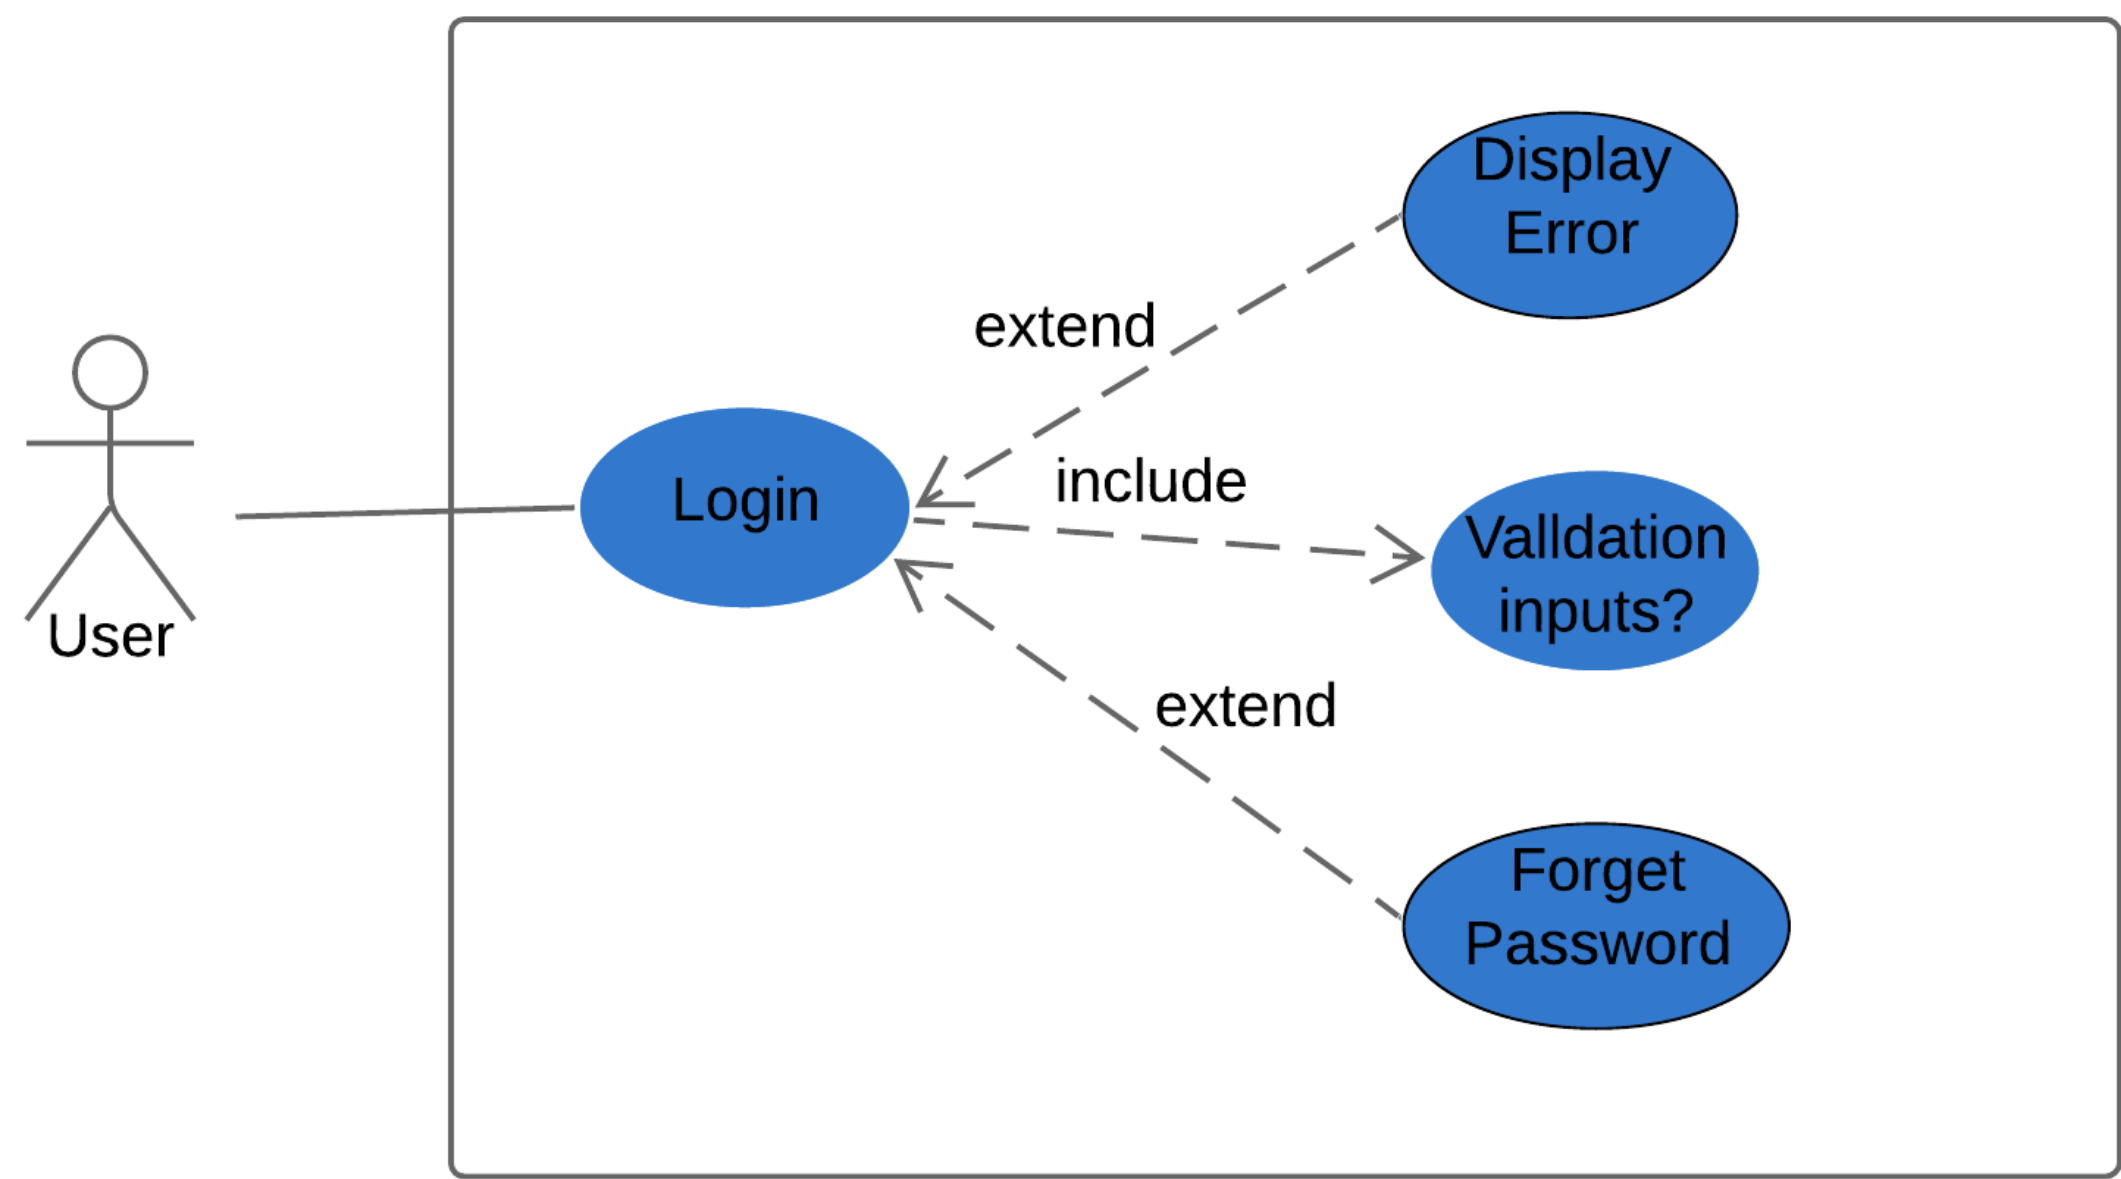 Display
Error
extend
include
Login
Valldation
inputs?
User
extend
Forget
Password